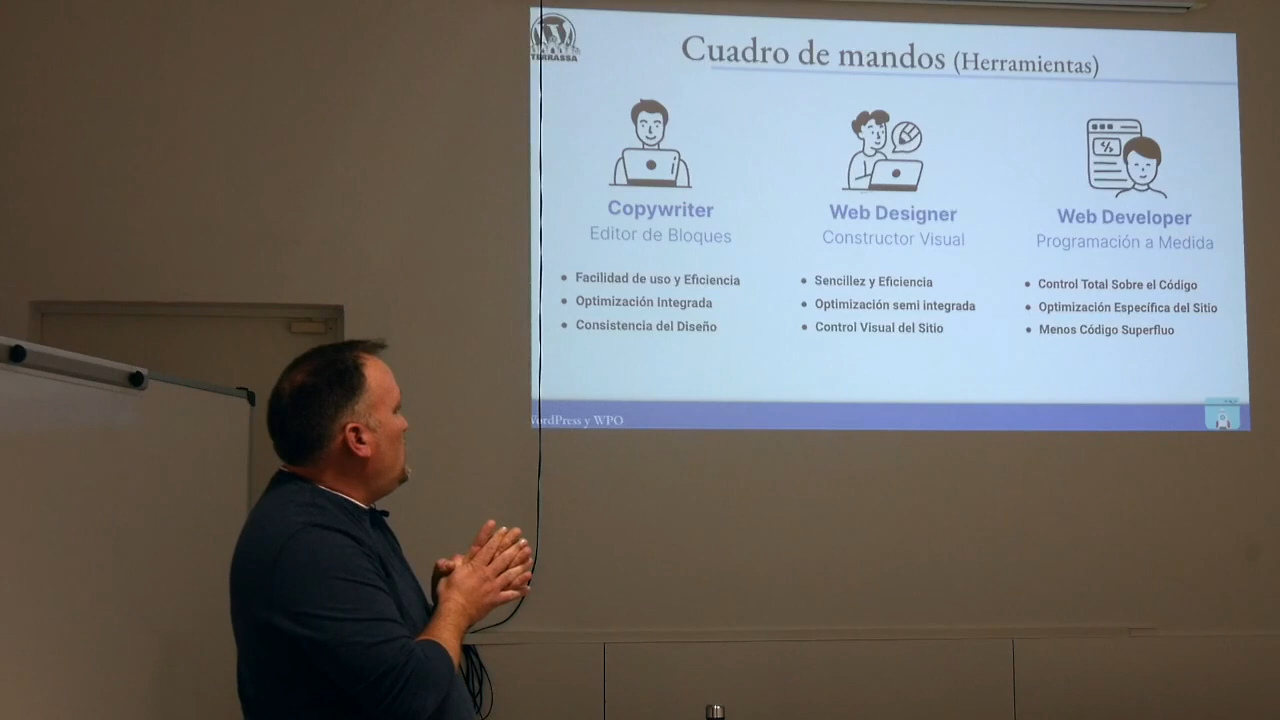 TERRASSA
Cuadro de mandos (Herramientas)
Copywriter
Editor de Bloques
• Facilidad de uso y Eficiencia
• Optimización Integrada
• Consistencia del Diseño
Web Designer
Constructor Visual
• Sencillez y Eficiencia
• Optimización semi integrada
• Control Visual del Sitio
Web Developer
Programación a Medida
• Control Total Sobre el Código
• Optimización Específica del Sitio
• Menos Código Superfluo
WordPress y WPO